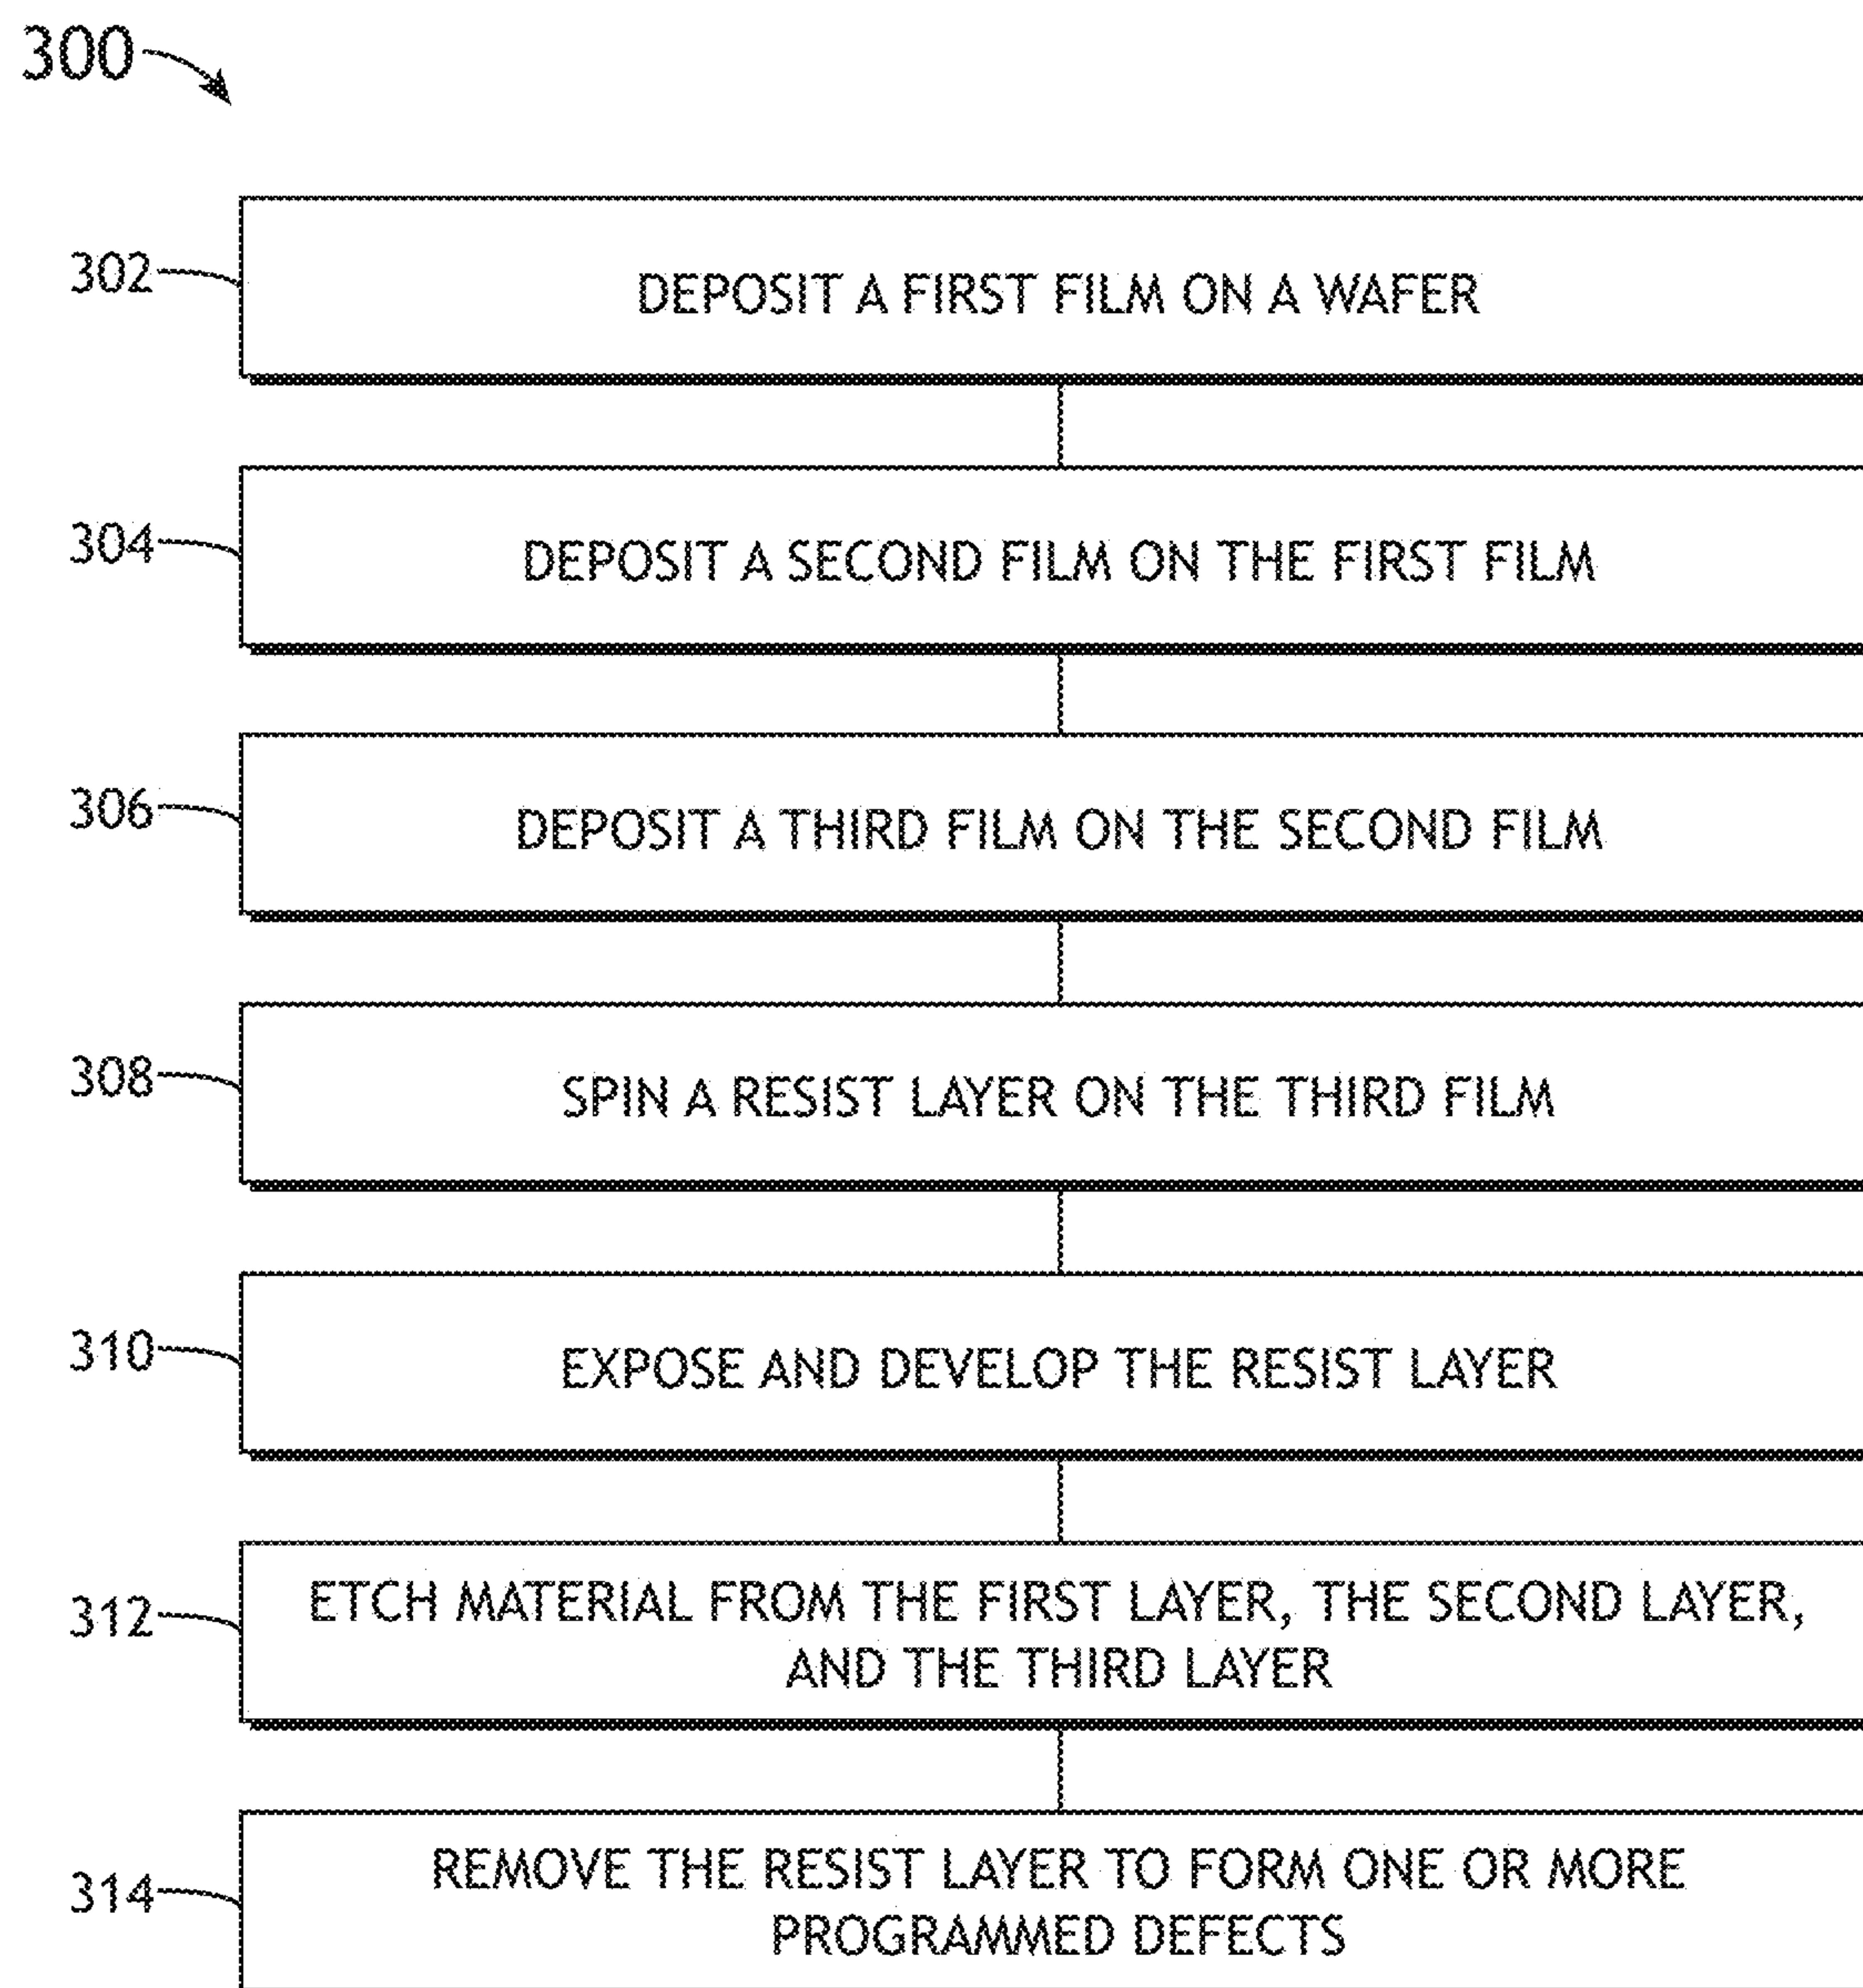 300
302
DEPOSIT A FIRST FILM ON A WAFER
304
DEPOSIT A SECOND FILM ON THE FIRST FILM
306
DEPOSIT A THIRD FILM ON THE SECOND FILM
308
SPIN A RESIST LAYER ON THE THIRD FILM
310
EXPOSE AND DEVELOP THE RESIST LAYER
312
ETCH MATERIAL FROM THE FIRST LAYER, THE SECOND LAYER,
AND THE THIRD LAYER
314
REMOVE THE RESIST LAYER TO FORM ONE OR MORE
PROGRAMMED DEFECTS